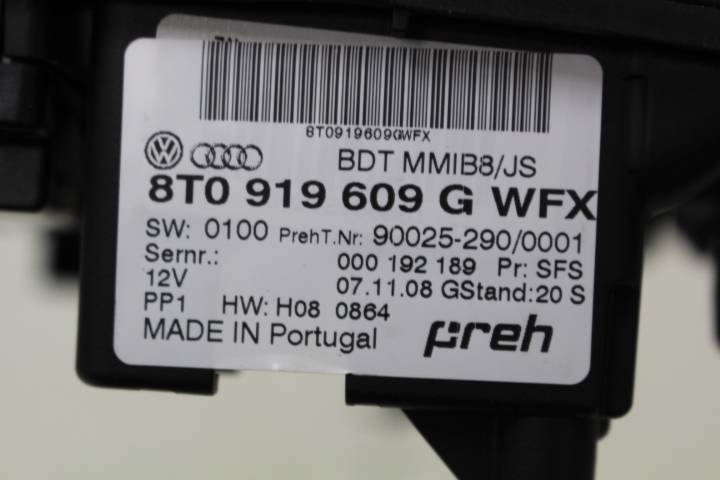 8T0919609GWFX
BDT MMIB8/JS
8T0 919 609 G WFX
SW: 0100 PrehT.Nr: 90025-290/0001
Sernr.: 000 192 189 Pr: SFS
12V 07.11.08 GStand:20 S
PP1 HW: H08 0864
MADE IN Portugal preh